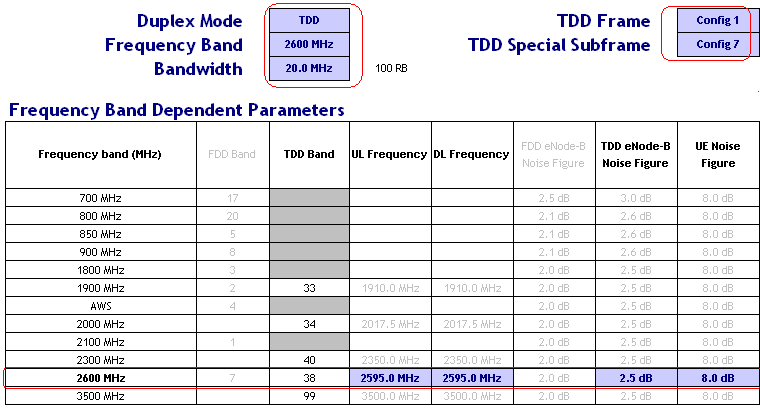 Duplex Mode TDD TDD Frame Config 1
Frequency Band 2600 MHz TDD Special Subframe Config 7
Bandwidth 20.0 MHz 100 RB
Frequency Band Dependent Parameters
Frequency band (MHz) FDD Band TDD Band UL Frequency DL Frequency FDD eNode-B Noise Figure TDD eNode-B Noise Figure UE Noise Figure
700 MHz 17 2.5 dB 3.0 dB 8.0 dB
800 MHz 20 2.1 dB 2.6 dB 8.0 dB
850 MHz 5 2.1 dB 2.6 dB 8.0 dB
900 MHz 8 2.1 dB 2.6 dB 8.0 dB
1800 MHz 3 2.0 dB 2.5 dB 8.0 dB
1900 MHz 2 33 1910.0 MHz 1910.0 MHz 2.0 dB 2.5 dB 8.0 dB
AWS 4 2.0 dB 2.5 dB 8.0 dB
2000 MHz 34 2017.5 MHz 2017.5 MHz 2.0 dB 2.5 dB 8.0 dB
2100 MHz 1 2.0 dB 2.5 dB 8.0 dB
2300 MHz 40 2350.0 MHz 2350.0 MHz 2.0 dB 2.5 dB 8.0 dB
2600 MHz 7 38 2595.0 MHz 2595.0 MHz 2.0 dB 2.5 dB 8.0 dB
3500 MHz 99 3500.0 MHz 3500.0 MHz 2.0 dB 2.5 dB 8.0 dB